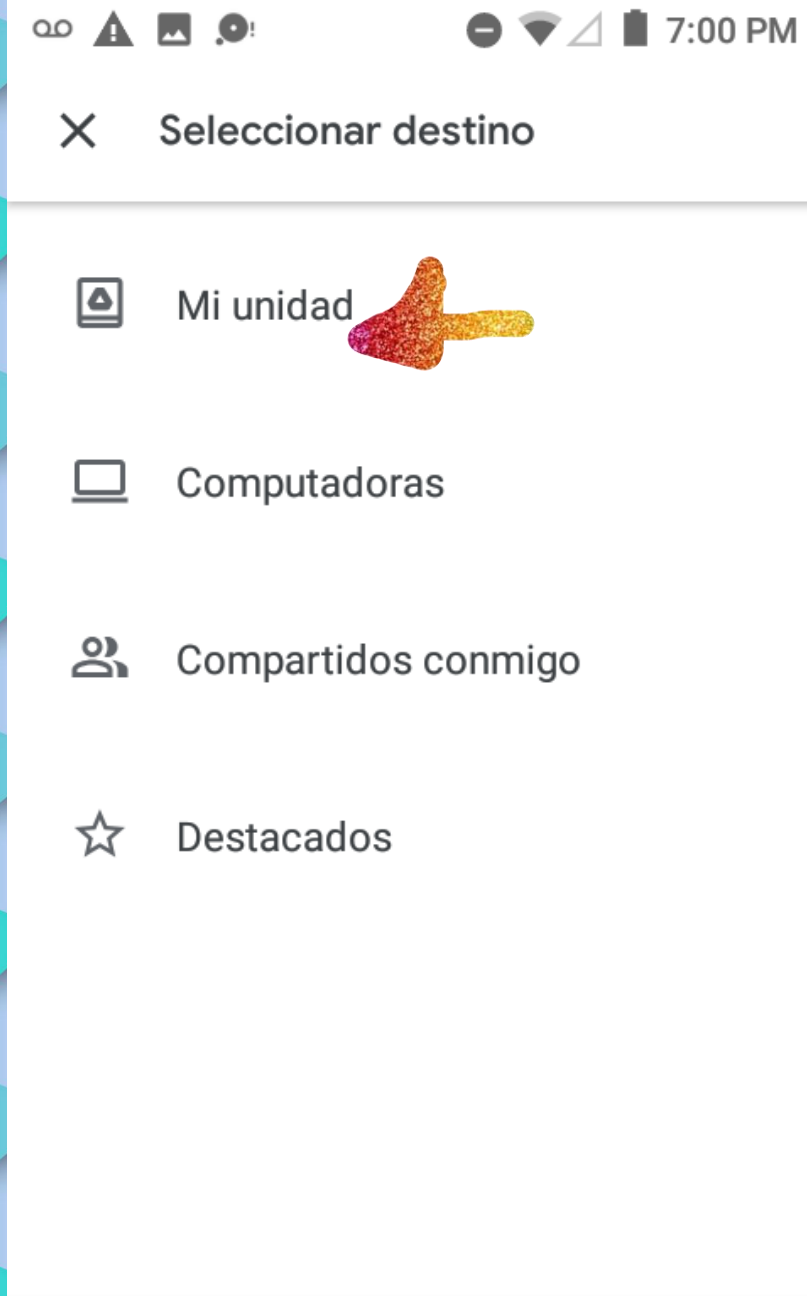 7:00 PM
Seleccionar destino
Mi unidad
Computadoras
Compartidos conmigo
Destacados